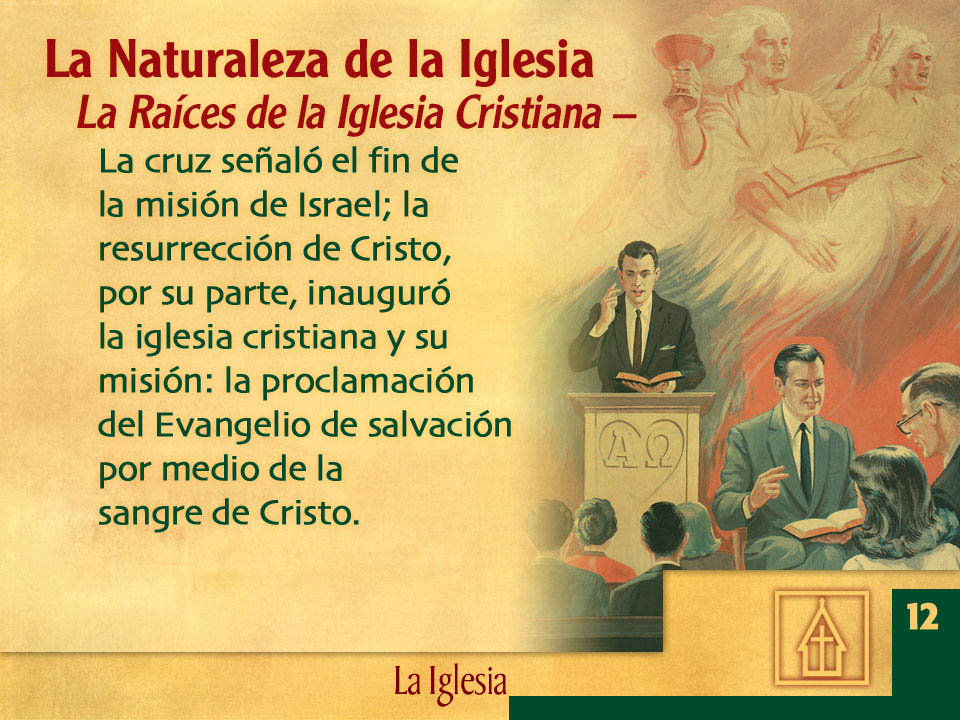 La Naturaleza de la Iglesia
La Raíces de la Iglesia Cristiana –
La cruz señaló el fin de
la misión de Israel; la
resurrección de Cristo,
por su parte, inauguró
la iglesia cristiana y su
misión: la proclamación
del Evangelio de salvación
por medio de la
sangre de Cristo.
ΑΩ
12
La Iglesia